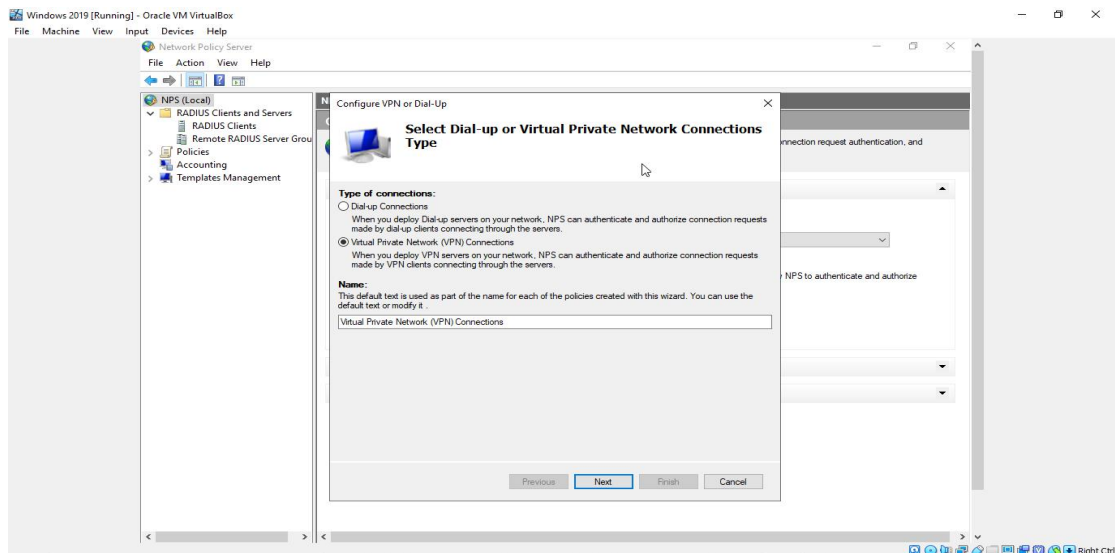 Windows 2019 [Running] - Oracle VM VirtualBox
File Machine View Input Devices Help
Network Policy Server
File Action View Help
NPS (Local)
RADIUS Clients and Servers
RADIUS Clients
Remote RADIUS Server Grou
Policies
Accounting
Templates Management
N
Configure VPN or Dial-Up
Select Dial-up or Virtual Private Network Connections
Type
Type of connections:
Dial-up Connections
When you deploy Dial-up servers on your network, NPS can authenticate and authorize connection requests
made by dial-up clients connecting through the servers.
Virtual Private Network (VPN) Connections
When you deploy VPN servers on your network, NPS can authenticate and authorize connection requests
made by VPN clients connecting through the servers.
Name:
This default text is used as part of the name for each of the policies created with this wizard. You can use the
default text or modify it .
Virtual Private Network (VPN) Connections
Previous Next Finish Cancel
nnection request authentication, and
NPS to authenticate and authorize
Right Ctrl